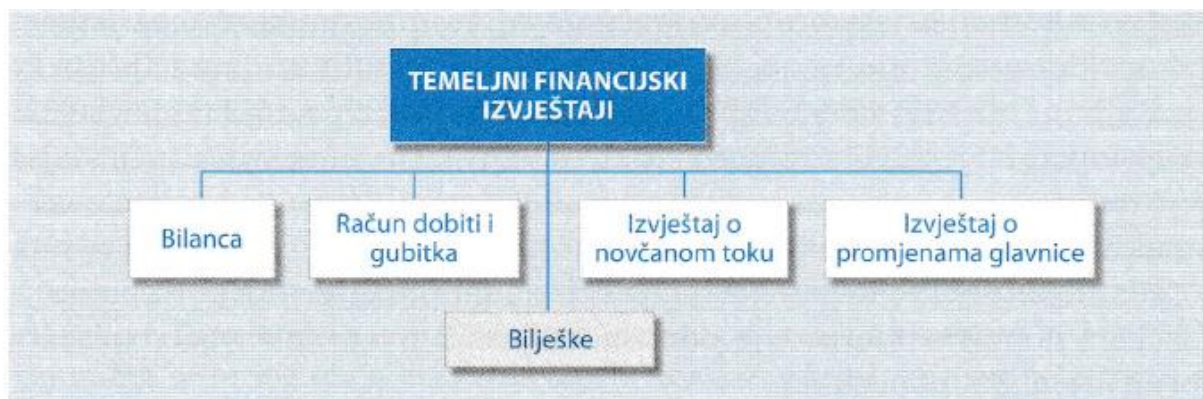 TEMELJNI FINANCIJSKI
IZVJEŠTAJI
Bilanca
Račun dobiti i
gubitka
Izvještaj o
novčanom toku
Izvještaj o
promjenama glavnice
Bilješke